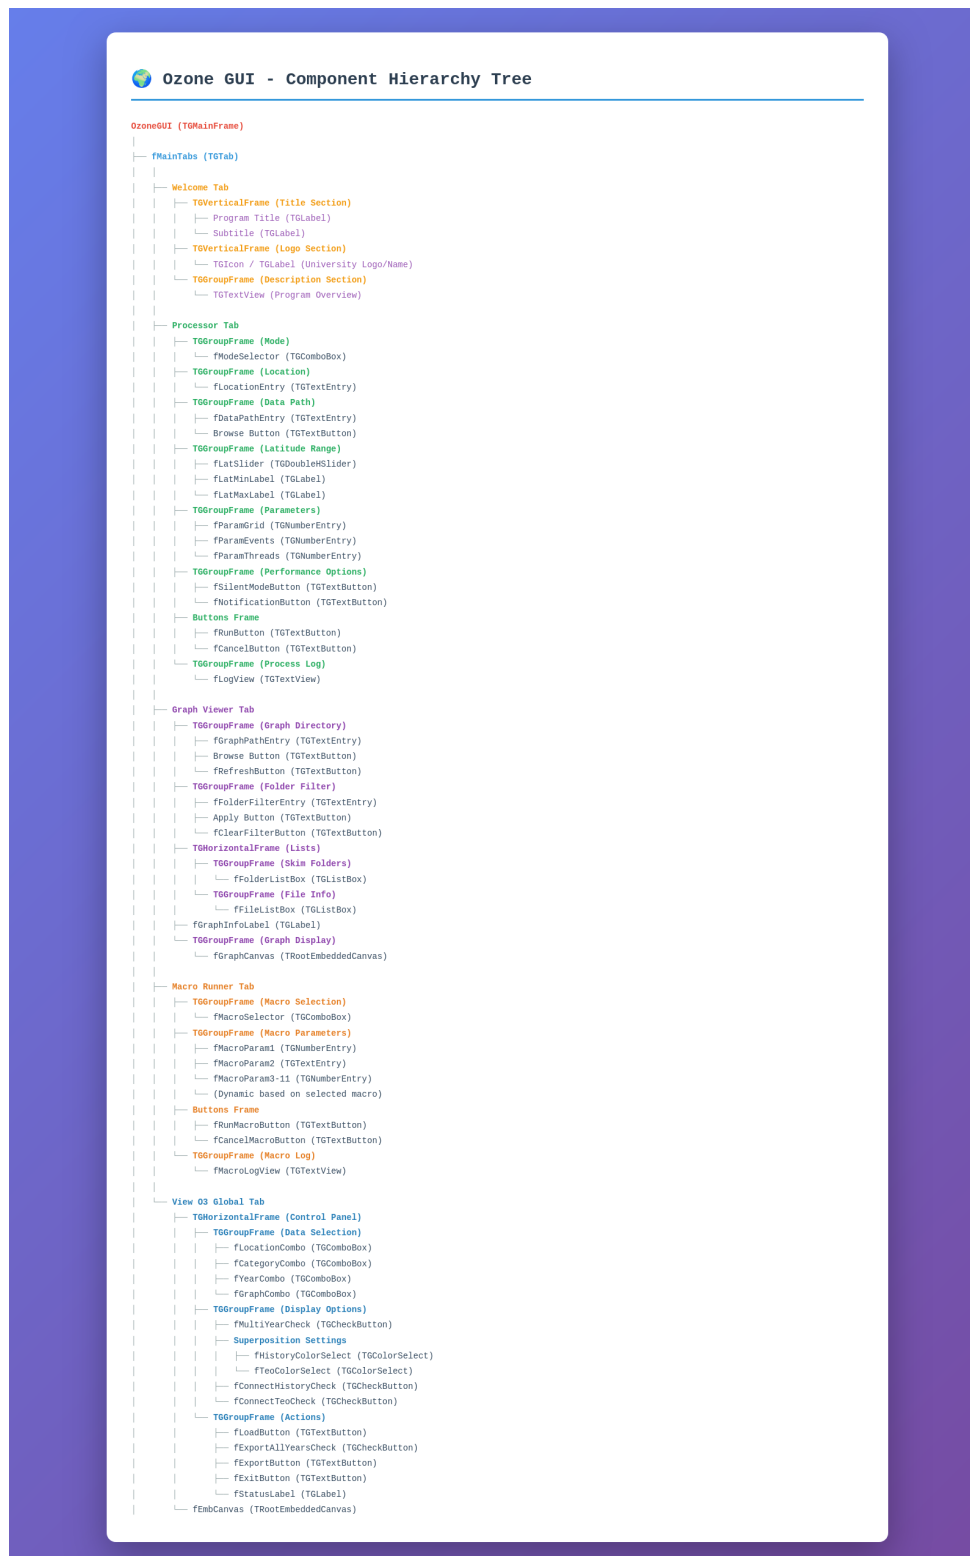 🌍 Ozone GUI - Component Hierarchy Tree
OzoneGUI (TGMainFrame)
│
├── fMainTabs (TGTab)
│   │
│   ├── Welcome Tab
│   │   ├── TGVerticalFrame (Title Section)
│   │   │   ├── Program Title (TGLabel)
│   │   │   └── Subtitle (TGLabel)
│   │   ├── TGVerticalFrame (Logo Section)
│   │   │   └── TGIcon / TGLabel (University Logo/Name)
│   │   └── TGGroupFrame (Description Section)
│   │       └── TGTextView (Program Overview)
│   │
│   ├── Processor Tab
│   │   ├── TGGroupFrame (Mode)
│   │   │   └── fModeSelector (TGComboBox)
│   │   ├── TGGroupFrame (Location)
│   │   │   └── fLocationEntry (TGTextEntry)
│   │   ├── TGGroupFrame (Data Path)
│   │   │   ├── fDataPathEntry (TGTextEntry)
│   │   │   └── Browse Button (TGTextButton)
│   │   ├── TGGroupFrame (Latitude Range)
│   │   │   ├── fLatSlider (TGDoubleHSlider)
│   │   │   ├── fLatMinLabel (TGLabel)
│   │   │   └── fLatMaxLabel (TGLabel)
│   │   ├── TGGroupFrame (Parameters)
│   │   │   ├── fParamGrid (TGNumberEntry)
│   │   │   ├── fParamEvents (TGNumberEntry)
│   │   │   └── fParamThreads (TGNumberEntry)
│   │   ├── TGGroupFrame (Performance Options)
│   │   │   ├── fSilentModeButton (TGTextButton)
│   │   │   └── fNotificationButton (TGTextButton)
│   │   ├── Buttons Frame
│   │   │   ├── fRunButton (TGTextButton)
│   │   │   └── fCancelButton (TGTextButton)
│   │   └── TGGroupFrame (Process Log)
│   │       └── fLogView (TGTextView)
│   │
│   ├── Graph Viewer Tab
│   │   ├── TGGroupFrame (Graph Directory)
│   │   │   ├── fGraphPathEntry (TGTextEntry)
│   │   │   ├── Browse Button (TGTextButton)
│   │   │   └── fRefreshButton (TGTextButton)
│   │   ├── TGGroupFrame (Folder Filter)
│   │   │   ├── fFolderFilterEntry (TGTextEntry)
│   │   │   ├── Apply Button (TGTextButton)
│   │   │   └── fClearFilterButton (TGTextButton)
│   │   ├── TGHorizontalFrame (Lists)
│   │   │   ├── TGGroupFrame (Skim Folders)
│   │   │   │   └── fFolderListBox (TGListBox)
│   │   │   └── TGGroupFrame (File Info)
│   │   │       └── fFileListBox (TGListBox)
│   │   ├── fGraphInfoLabel (TGLabel)
│   │   └── TGGroupFrame (Graph Display)
│   │       └── fGraphCanvas (TRootEmbeddedCanvas)
│   │
│   ├── Macro Runner Tab
│   │   ├── TGGroupFrame (Macro Selection)
│   │   │   └── fMacroSelector (TGComboBox)
│   │   ├── TGGroupFrame (Macro Parameters)
│   │   │   ├── fMacroParam1 (TGNumberEntry)
│   │   │   ├── fMacroParam2 (TGTextEntry)
│   │   │   └── fMacroParam3-11 (TGNumberEntry)
│   │   │   └── (Dynamic based on selected macro)
│   │   ├── Buttons Frame
│   │   │   ├── fRunMacroButton (TGTextButton)
│   │   │   └── fCancelMacroButton (TGTextButton)
│   │   └── TGGroupFrame (Macro Log)
│   │       └── fMacroLogView (TGTextView)
│   │
│   └── View O3 Global Tab
│       ├── TGHorizontalFrame (Control Panel)
│       │   ├── TGGroupFrame (Data Selection)
│       │   │   ├── fLocationCombo (TGComboBox)
│       │   │   ├── fCategoryCombo (TGComboBox)
│       │   │   ├── fYearCombo (TGComboBox)
│       │   │   └── fGraphCombo (TGComboBox)
│       │   ├── TGGroupFrame (Display Options)
│       │   │   ├── fMultiYearCheck (TGCheckButton)
│       │   │   ├── Superposition Settings
│       │   │   │   ├── fHistoryColorSelect (TGColorSelect)
│       │   │   │   └── fTeoColorSelect (TGColorSelect)
│       │   │   ├── fConnectHistoryCheck (TGCheckButton)
│       │   │   └── fConnectTeoCheck (TGCheckButton)
│       │   └── TGGroupFrame (Actions)
│       │       ├── fLoadButton (TGTextButton)
│       │       ├── fExportAllYearsCheck (TGCheckButton)
│       │       ├── fExportButton (TGTextButton)
│       │       ├── fExitButton (TGTextButton)
│       │       └── fStatusLabel (TGLabel)
│       └── fEmbCanvas (TRootEmbeddedCanvas)